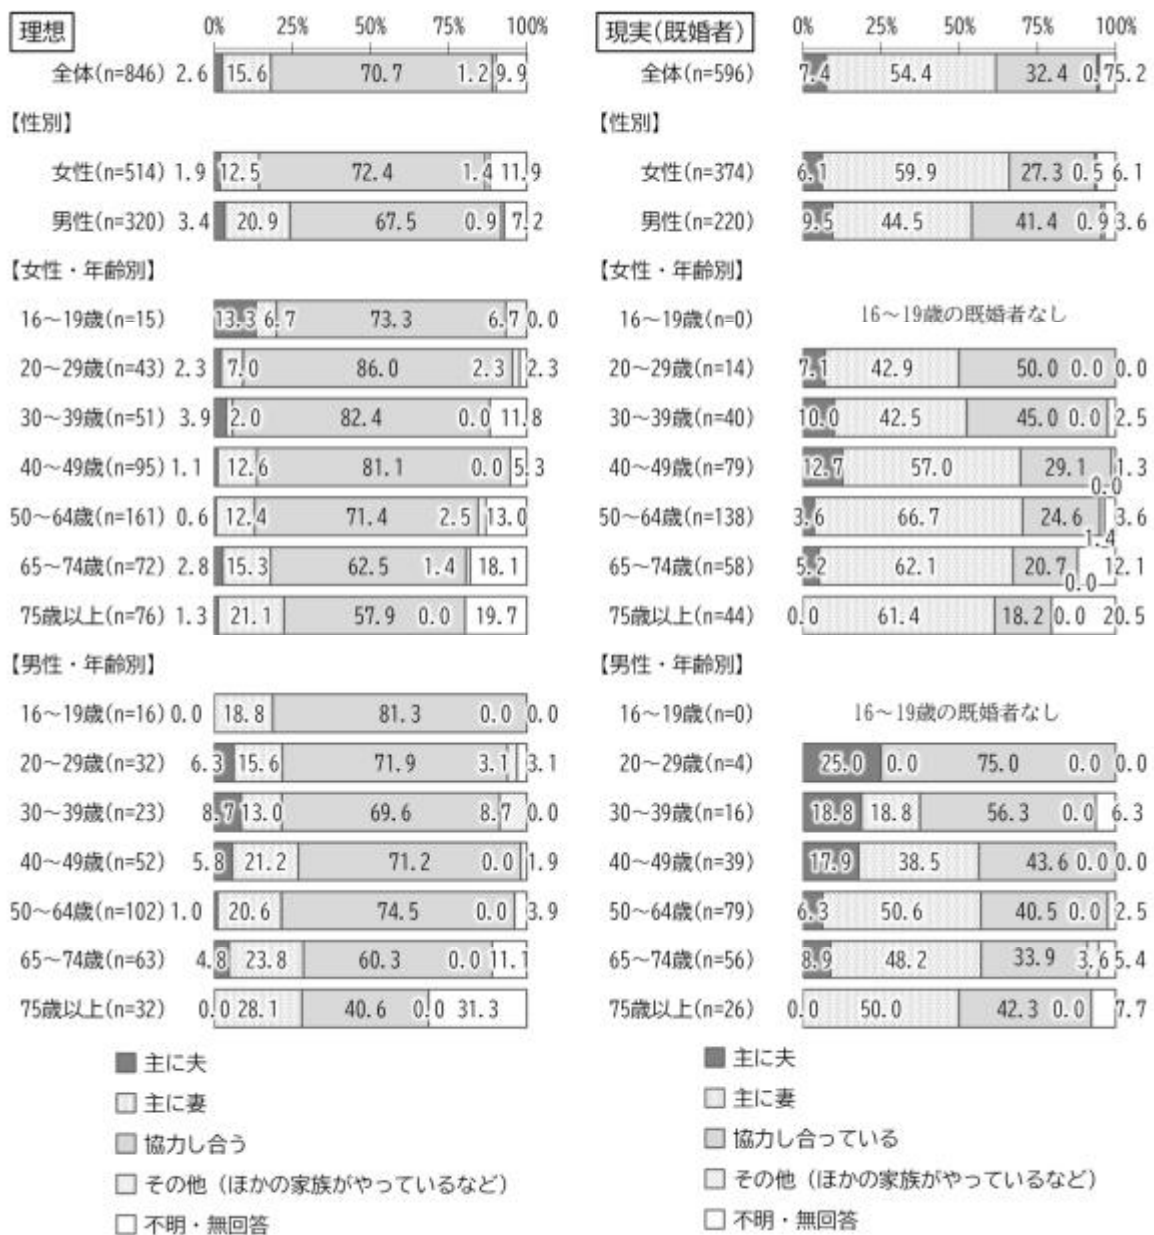 理想
0% 25% 50% 75% 100%
全体(n=846) 2.6 15.6 70.7 1.2 9.9
【性別】
女性(n=514) 1.9 12.5 72.4 1.4 11.9
男性(n=320) 3.4 20.9 67.5 0.9 7.2
【女性・年齢別】
16～19歳(n=15) 13.3 6.7 73.3 6.7 0.0
20～29歳(n=43) 2.3 7.0 86.0 2.3 2.3
30～39歳(n=51) 3.9 2.0 82.4 0.0 11.8
40～49歳(n=95) 1.1 12.6 81.1 0.0 5.3
50～64歳(n=161) 0.6 12.4 71.4 2.5 13.0
65～74歳(n=72) 2.8 15.3 62.5 1.4 18.1
75歳以上(n=76) 1.3 21.1 57.9 0.0 19.7
【男性・年齢別】
16～19歳(n=16) 0.0 18.8 81.3 0.0 0.0
20～29歳(n=32) 6.3 15.6 71.9 3.1 3.1
30～39歳(n=23) 8.7 13.0 69.6 8.7 0.0
40～49歳(n=52) 5.8 21.2 71.2 0.0 1.9
50～64歳(n=102) 1.0 20.6 74.5 0.0 3.9
65～74歳(n=63) 4.8 23.8 60.3 0.0 11.1
75歳以上(n=32) 0.0 28.1 40.6 0.0 31.3
主に夫
主に妻
協力し合う
その他（ほかの家族がやっているなど）
不明・無回答
現実(既婚者)
0% 25% 50% 75% 100%
全体(n=596) 7.4 54.4 32.4 0.7 5.2
【性別】
女性(n=374) 6.1 59.9 27.3 0.5 6.1
男性(n=220) 9.5 44.5 41.4 0.9 3.6
【女性・年齢別】
16～19歳(n=0) 16～19歳の既婚者なし
20～29歳(n=14) 7.1 42.9 50.0 0.0 0.0
30～39歳(n=40) 10.0 42.5 45.0 0.0 2.5
40～49歳(n=79) 12.7 57.0 29.1 0.0 1.3
50～64歳(n=138) 3.6 66.7 24.6 1.4 3.6
65～74歳(n=58) 5.2 62.1 20.7 0.0 12.1
75歳以上(n=44) 0.0 61.4 18.2 0.0 20.5
【男性・年齢別】
16～19歳(n=0) 16～19歳の既婚者なし
20～29歳(n=4) 25.0 0.0 75.0 0.0 0.0
30～39歳(n=16) 18.8 18.8 56.3 0.0 6.3
40～49歳(n=39) 17.9 38.5 43.6 0.0 0.0
50～64歳(n=79) 6.3 50.6 40.5 0.0 2.5
65～74歳(n=56) 8.9 48.2 33.9 3.6 5.4
75歳以上(n=26) 0.0 50.0 42.3 0.0 7.7
主に夫
主に妻
協力し合っている
その他（ほかの家族がやっているなど）
不明・無回答